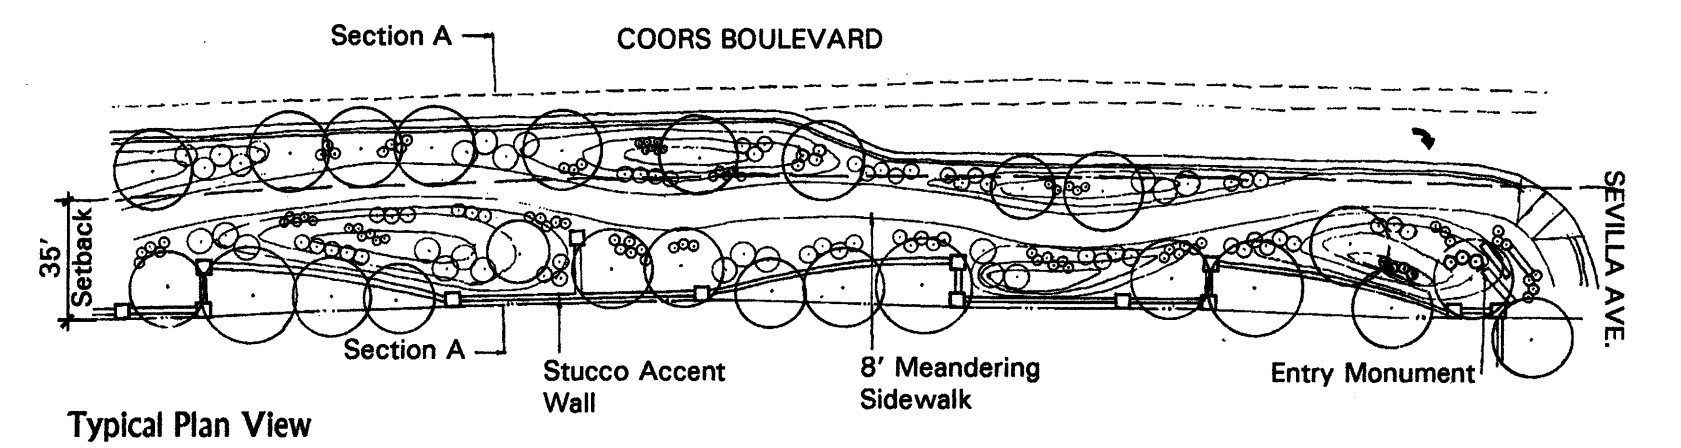 Section A
COORS BOULEVARD
SEVILLA AVE.
35'
Setback
Section A
Stucco Accent
Wall
8' Meandering
Sidewalk
Entry Monument
Typical Plan View